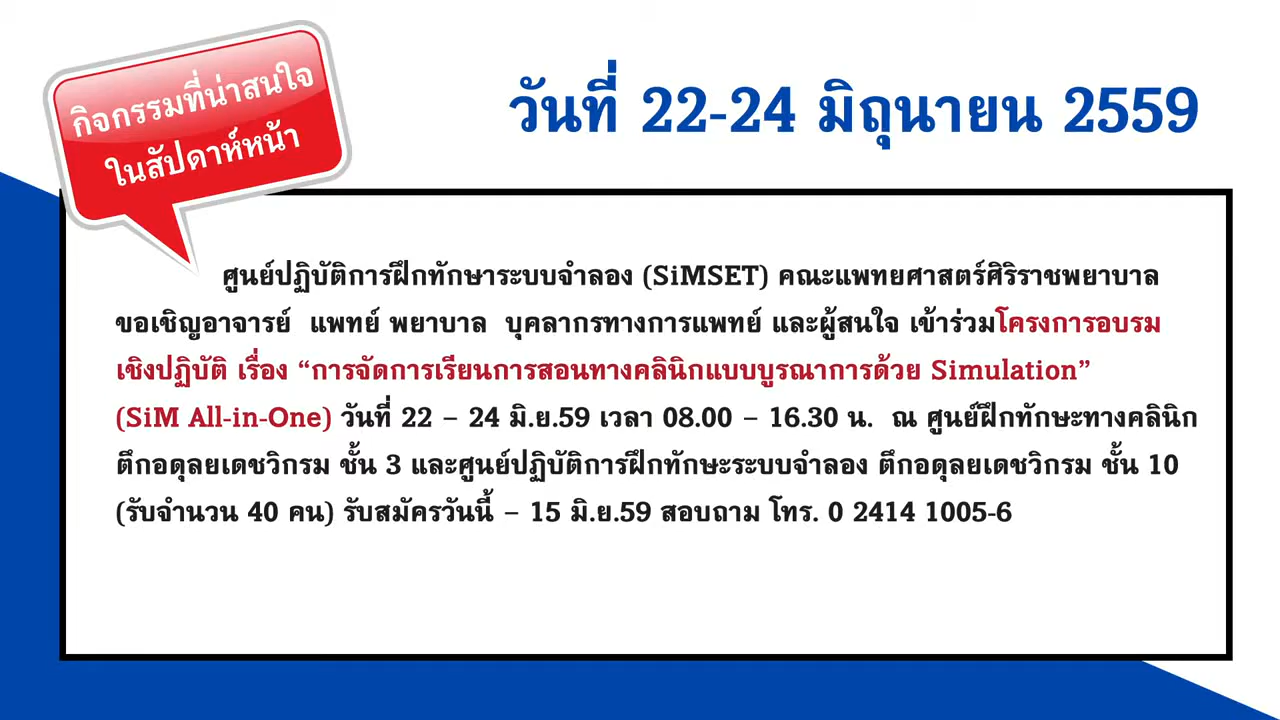 กิจกรรมที่น่าสนใจ
ในสัปดาห์หน้า
วันที่ 22-24 มิถุนายน 2559
ศูนย์ปฏิบัติการฝึกทักษาระบบจำลอง (SiMSET) คณะแพทยศาสตร์ศิริราชพยาบาล
ขอเชิญอาจารย์ แพทย์ พยาบาล บุคลากรทางการแพทย์ และผู้สนใจ เข้าร่วมโครงการอบรม
เชิงปฏิบัติ เรื่อง “การจัดการเรียนการสอนทางคลินิกแบบบูรณาการด้วย Simulation”
(SiM All-in-One) วันที่ 22 – 24 มิ.ย.59 เวลา 08.00 – 16.30 น. ณ ศูนย์ฝึกทักษะทางคลินิก
ตึกอดุลยเดชวิกรม ชั้น 3 และศูนย์ปฏิบัติการฝึกทักษะระบบจำลอง ตึกอดุลยเดชวิกรม ชั้น 10
(รับจำนวน 40 คน) รับสมัครวันนี้ – 15 มิ.ย.59 สอบถาม โทร. 0 2414 1005-6